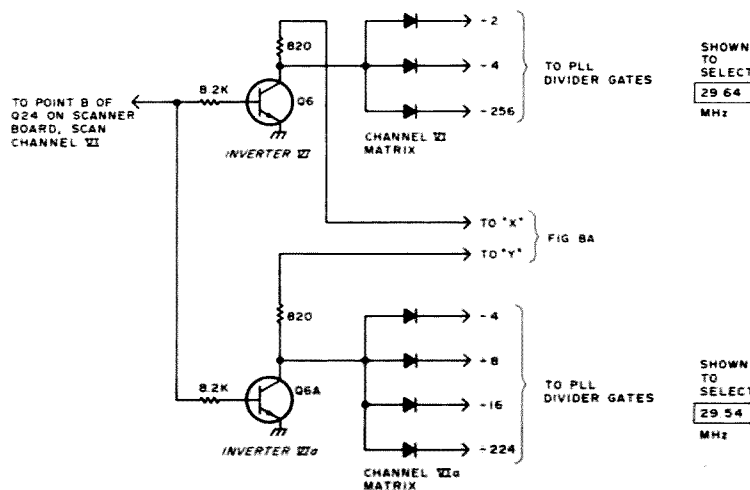 820
8.2K
Q6
TO POINT B OF
Q24 ON SCANNER
BOARD, SCAN
CHANNEL VI
INVERTER VI
-2
-4
-256
CHANNEL VI
MATRIX
TO PLL
DIVIDER GATES
SHOWN
TO
SELECT
29 64
MHz
TO "X"
TO "Y"
FIG 8A
820
8.2K
Q6A
INVERTER VIa
-4
+8
-16
-224
CHANNEL VIa
MATRIX
TO PLL
DIVIDER GATES
SHOWN
TO
SELECT
29.54
MHz